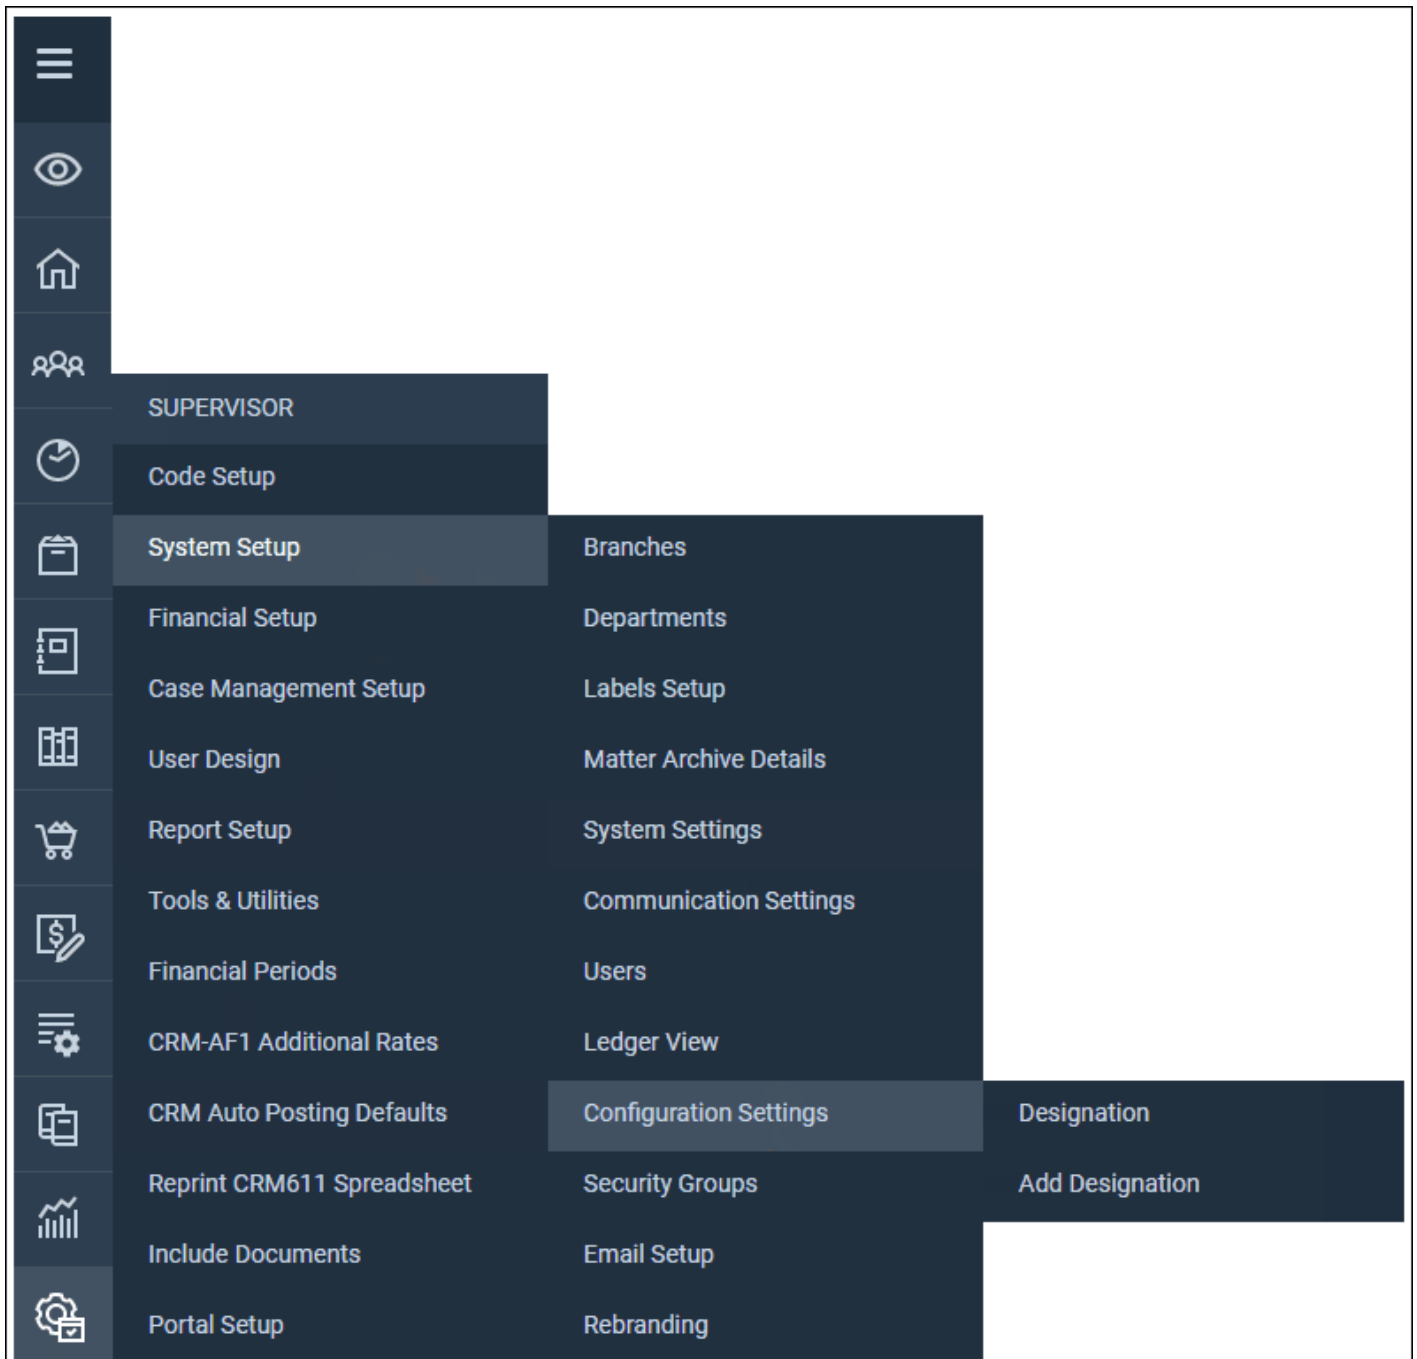 SUPERVISOR
Code Setup
System Setup
Financial Setup
Case Management Setup
User Design
Report Setup
Tools & Utilities
Financial Periods
CRM-AF1 Additional Rates
CRM Auto Posting Defaults
Reprint CRM611 Spreadsheet
Include Documents
Portal Setup
Branches
Departments
Labels Setup
Matter Archive Details
System Settings
Communication Settings
Users
Ledger View
Configuration Settings
Security Groups
Email Setup
Rebranding
Designation
Add Designation